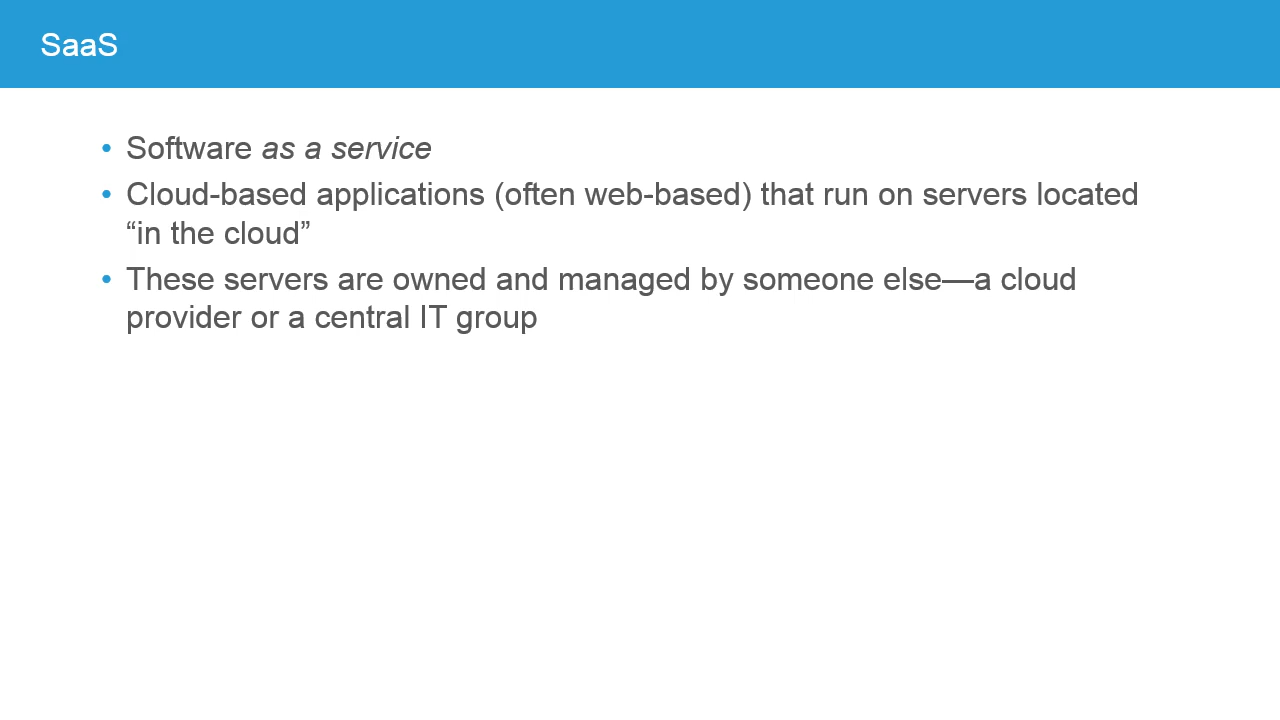 SaaS
• Software as a service
• Cloud-based applications (often web-based) that run on servers located
“in the cloud”
• These servers are owned and managed by someone else—a cloud
provider or a central IT group